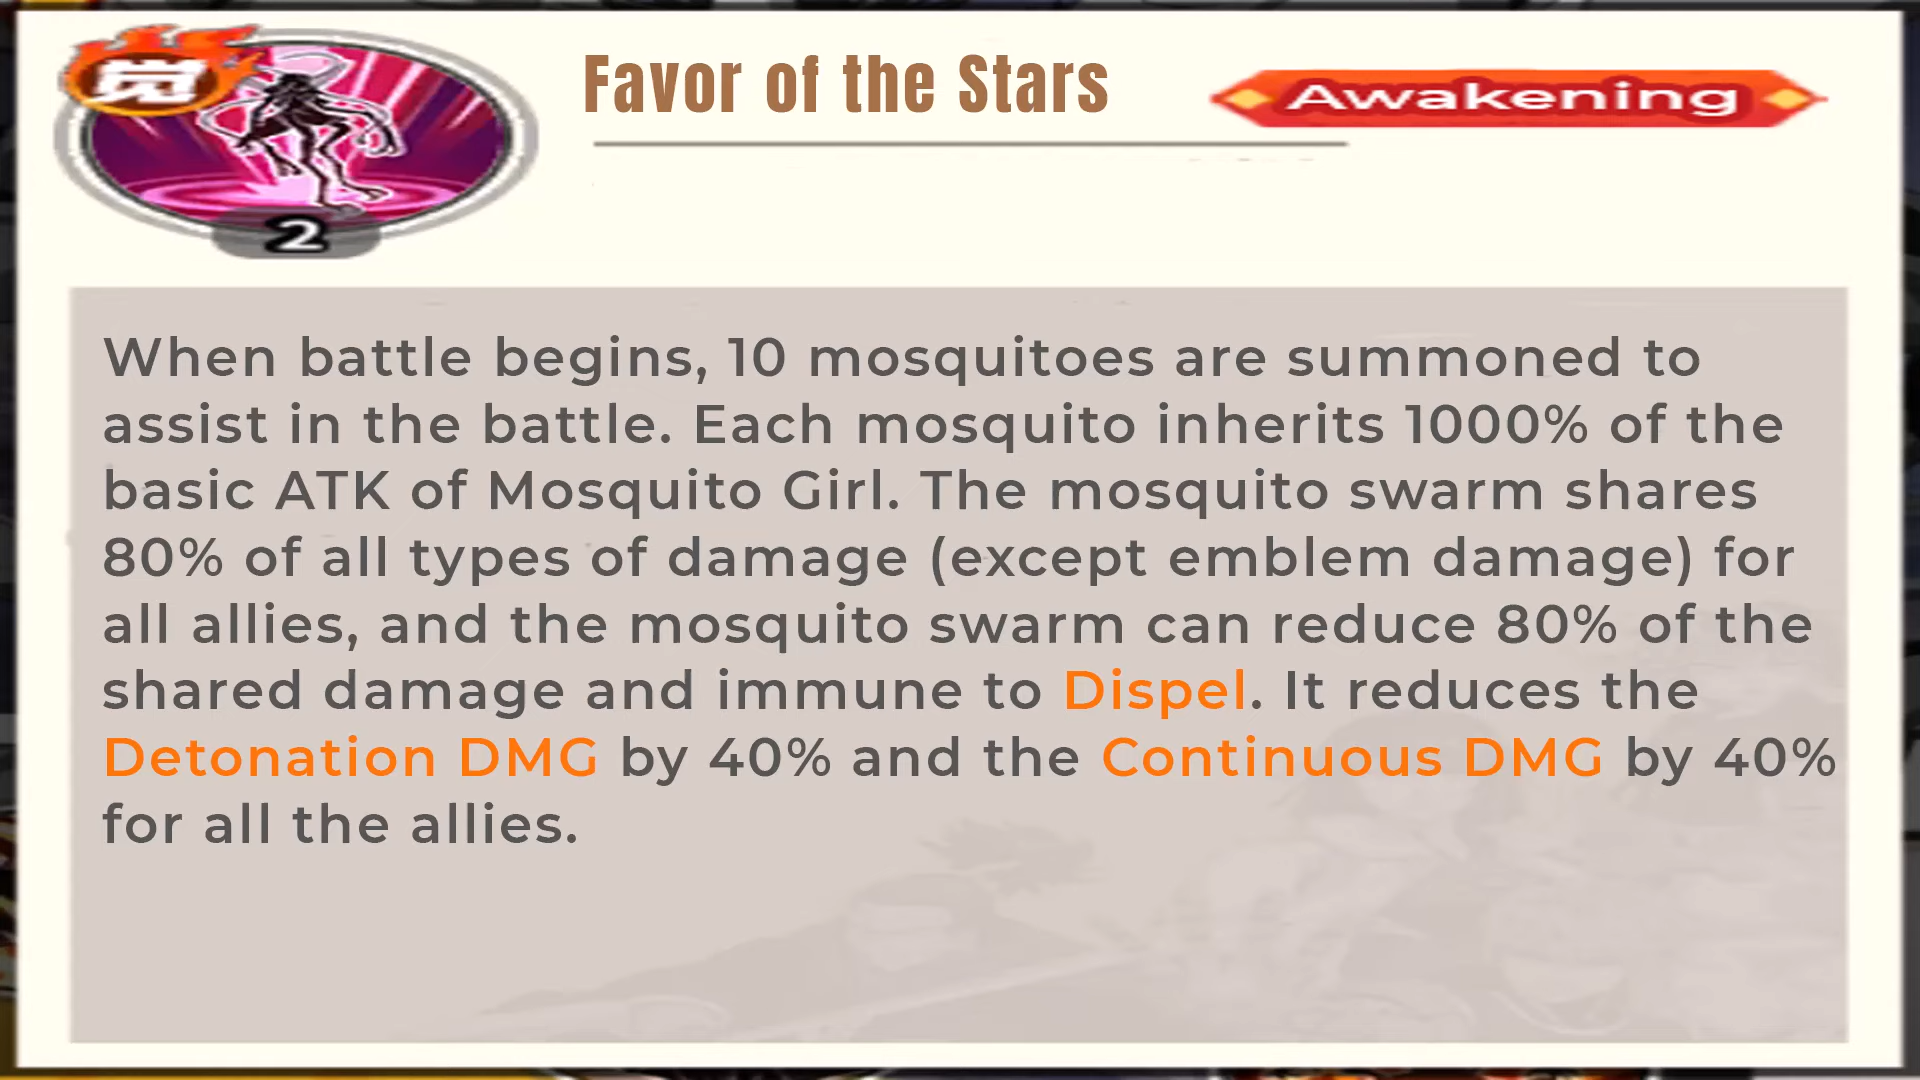 覚
Favor of the Stars
Awakening
2
When battle begins, 10 mosquitoes are summoned to
assist in the battle. Each mosquito inherits 1000% of the
basic ATK of Mosquito Girl. The mosquito swarm shares
80% of all types of damage (except emblem damage) for
all allies, and the mosquito swarm can reduce 80% of the
shared damage and immune to Dispel. It reduces the
Detonation DMG by 40% and the Continuous DMG by 40%
for all the allies.